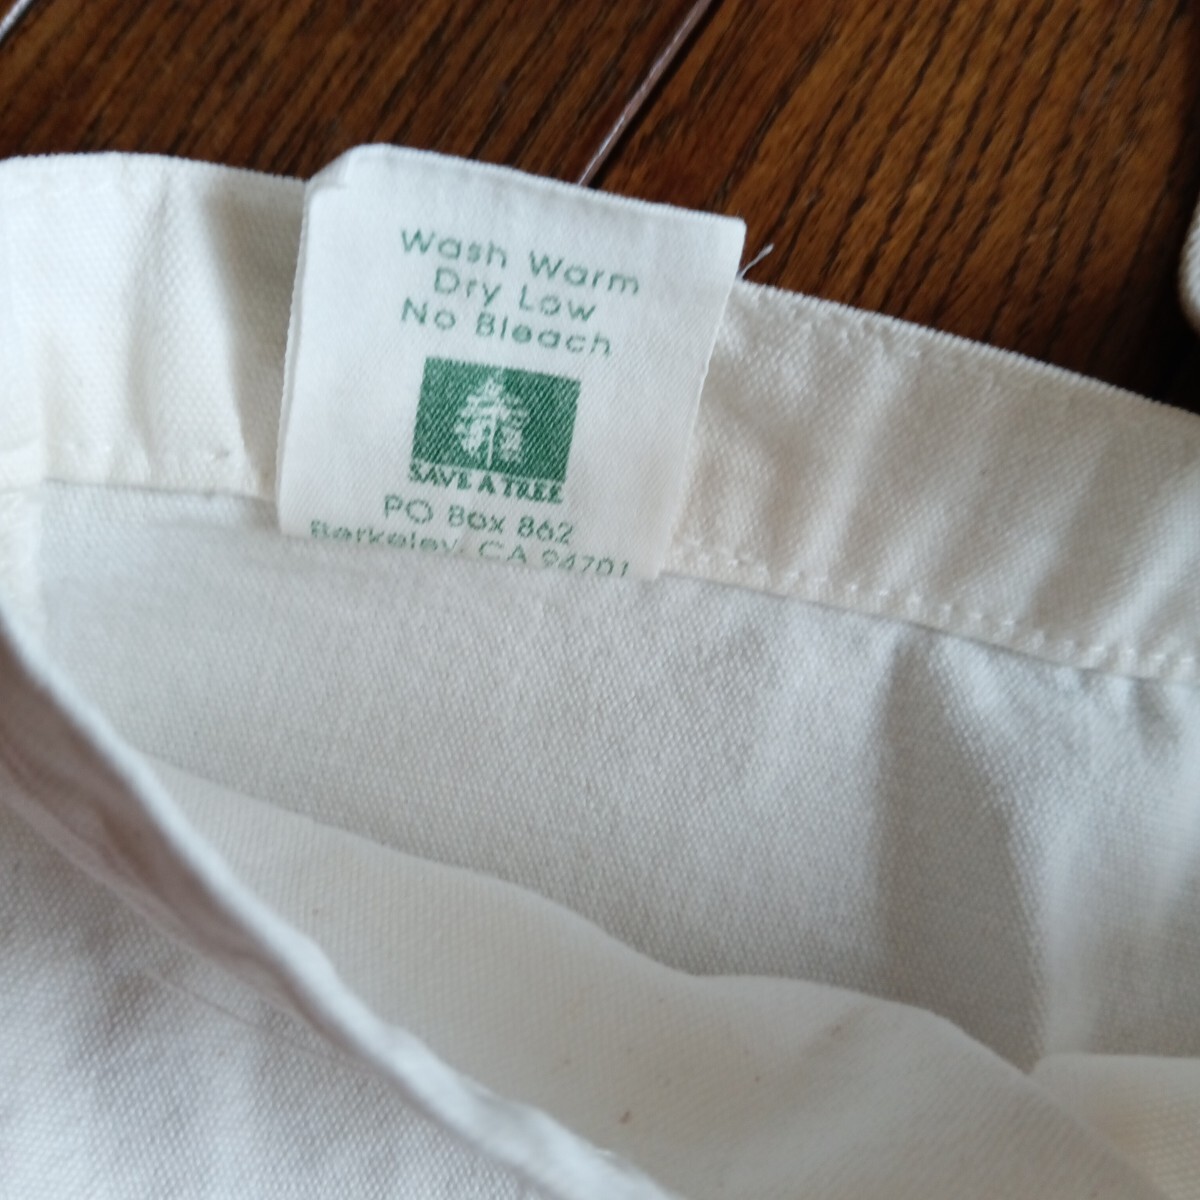 Wash Warm
Dry Low
No Bleach
SAVE A TREE
PO Box 862
Berkeley, CA 94701